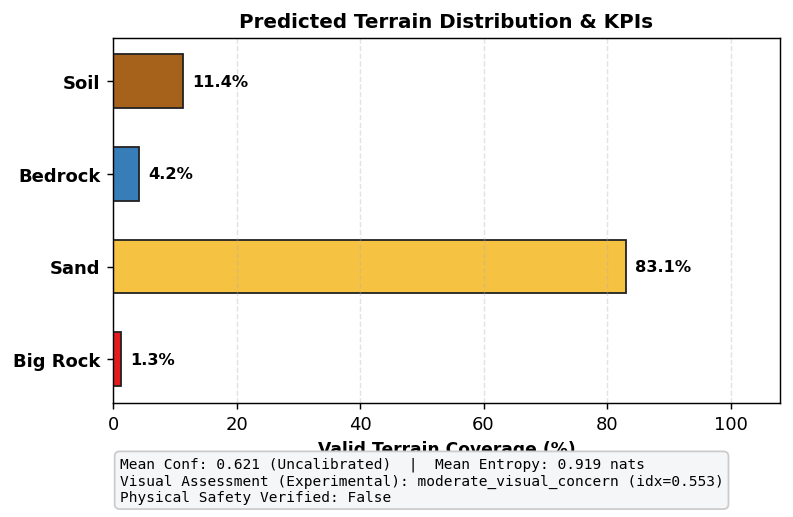 Predicted Terrain Distribution & KPIs
Soil
11.4%
Bedrock
4.2%
Sand
83.1%
Big Rock
1.3%
0 20 40 60 80 100
Valid Terrain Coverage (%)
Mean Conf: 0.621 (Uncalibrated) | Mean Entropy: 0.919 nats
Visual Assessment (Experimental): moderate_visual_concern (idx=0.553)
Physical Safety Verified: False